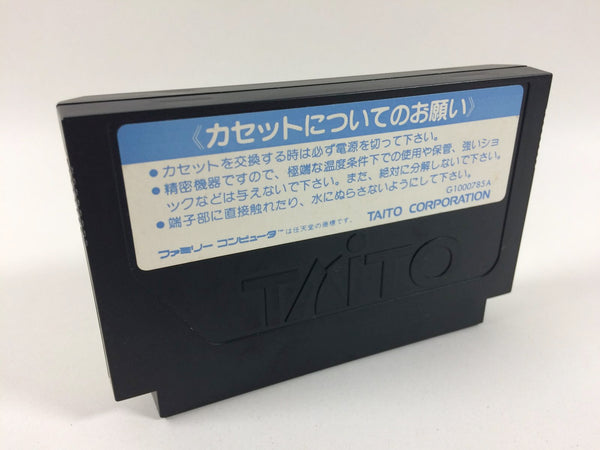 《カセットについてのお願い》
●カセットを交換する時は必ず電源を切って下さい。
●精密機器ですので、極端な温度条件下での使用や保管、強いショ
ックなどは与えないで下さい。また、絶対に分解しないで下さい。
●端子部に直接触れたり、水にぬらさないようにして下さい。
G1000785A
ファミリー コンピュータ™は任天堂の商標です。 TAITO CORPORATION
TAITO